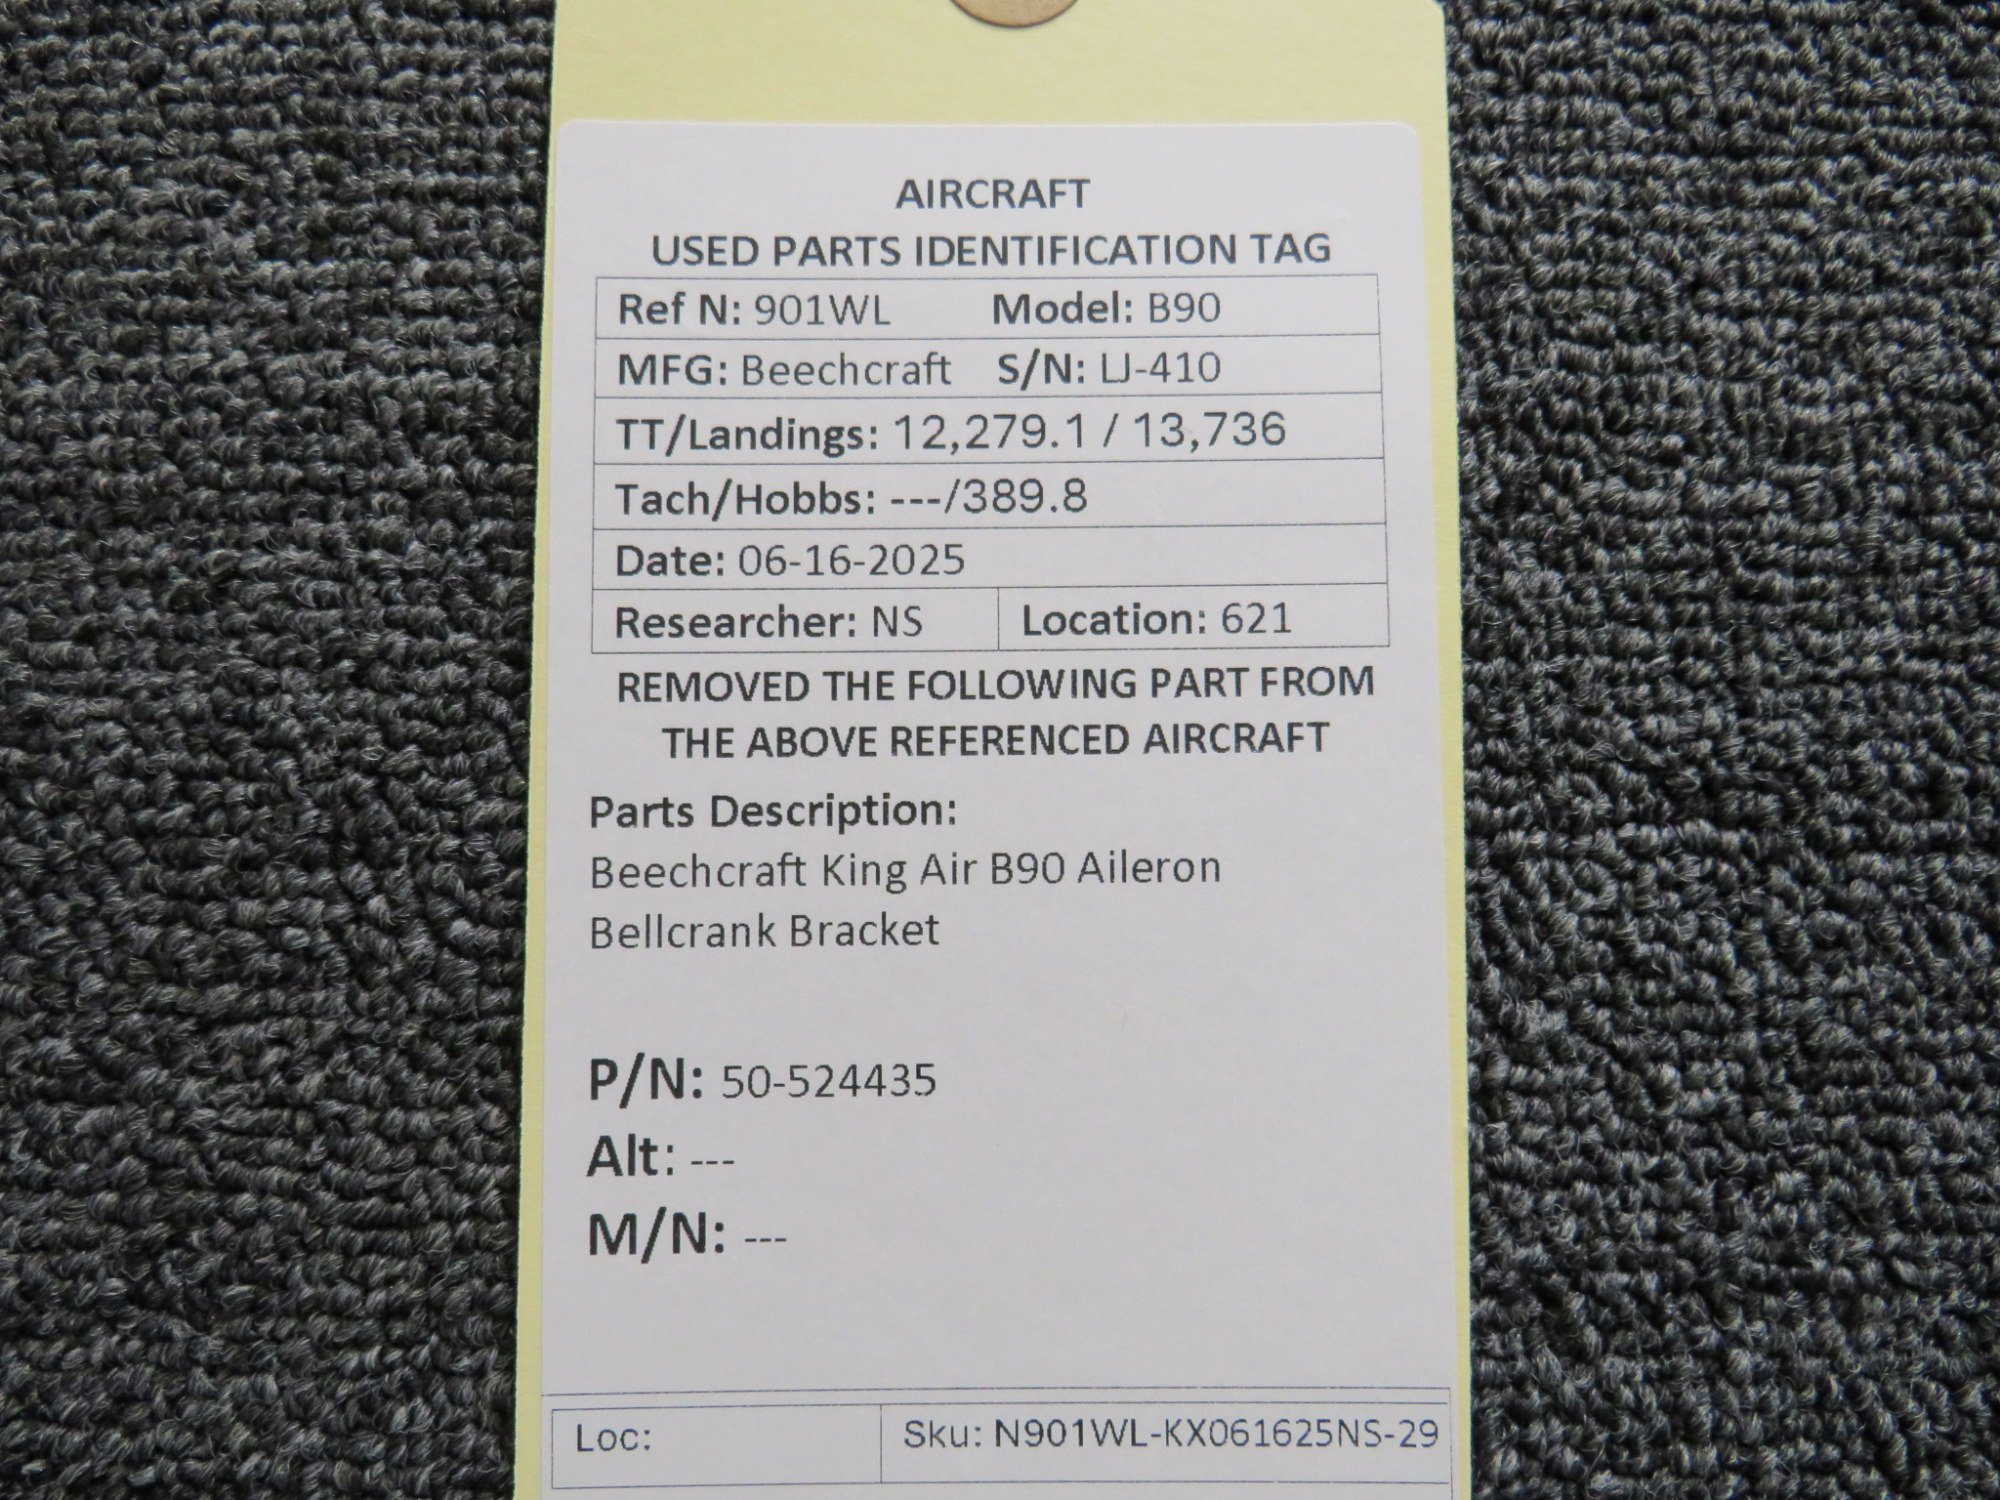 AIRCRAFT
USED PARTS IDENTIFICATION TAG
Ref N: 901WL Model: B90
MFG: Beechcraft S/N: LJ-410
TT/Landings: 12,279.1 / 13,736
Tach/Hobbs: ---/389.8
Date: 06-16-2025
Researcher: NS Location: 621
REMOVED THE FOLLOWING PART FROM
THE ABOVE REFERENCED AIRCRAFT
Parts Description:
Beechcraft King Air B90 Aileron
Bellcrank Bracket
P/N: 50-524435
Alt: ---
M/N: ---
Loc: Sku: N901WL-KX061625NS-29